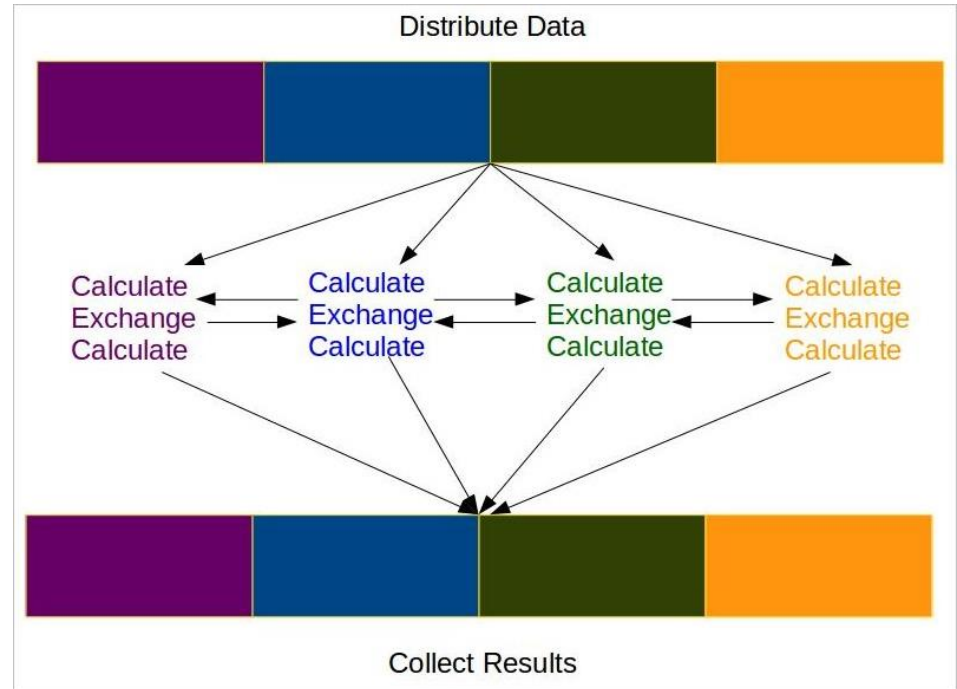 Distribute Data
Calculate
Exchange
Calculate
Calculate
Exchange
Calculate
Calculate
Exchange
Calculate
Calculate
Exchange
Calculate
Collect Results